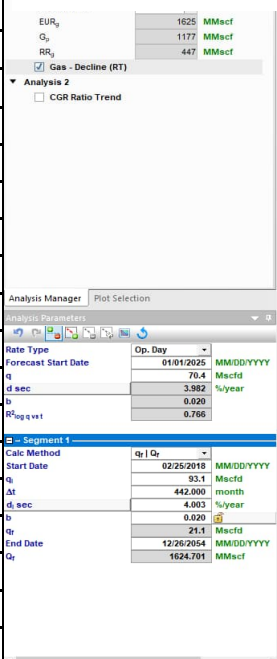 EURg 1625 MMscf
Gp 1177 MMscf
RRg 447 MMscf
Gas - Decline (RT)
Analysis 2
CGR Ratio Trend
Analysis Manager Plot Selection
Analysis Parameters
Rate Type Op. Day
Forecast Start Date 01/01/2025 MM/DD/YYYY
q 70.4 Mscfd
d sec 3.982 %/year
b 0.020
R²log q vs t 0.766
- Segment 1
Calc Method qf | Qf
Start Date 02/25/2018 MM/DD/YYYY
qi 93.1 Mscfd
Δt 442.000 month
di sec 4.003 %/year
b 0.020
qf 21.1 Mscfd
End Date 12/26/2054 MM/DD/YYYY
Qf 1624.701 MMscf